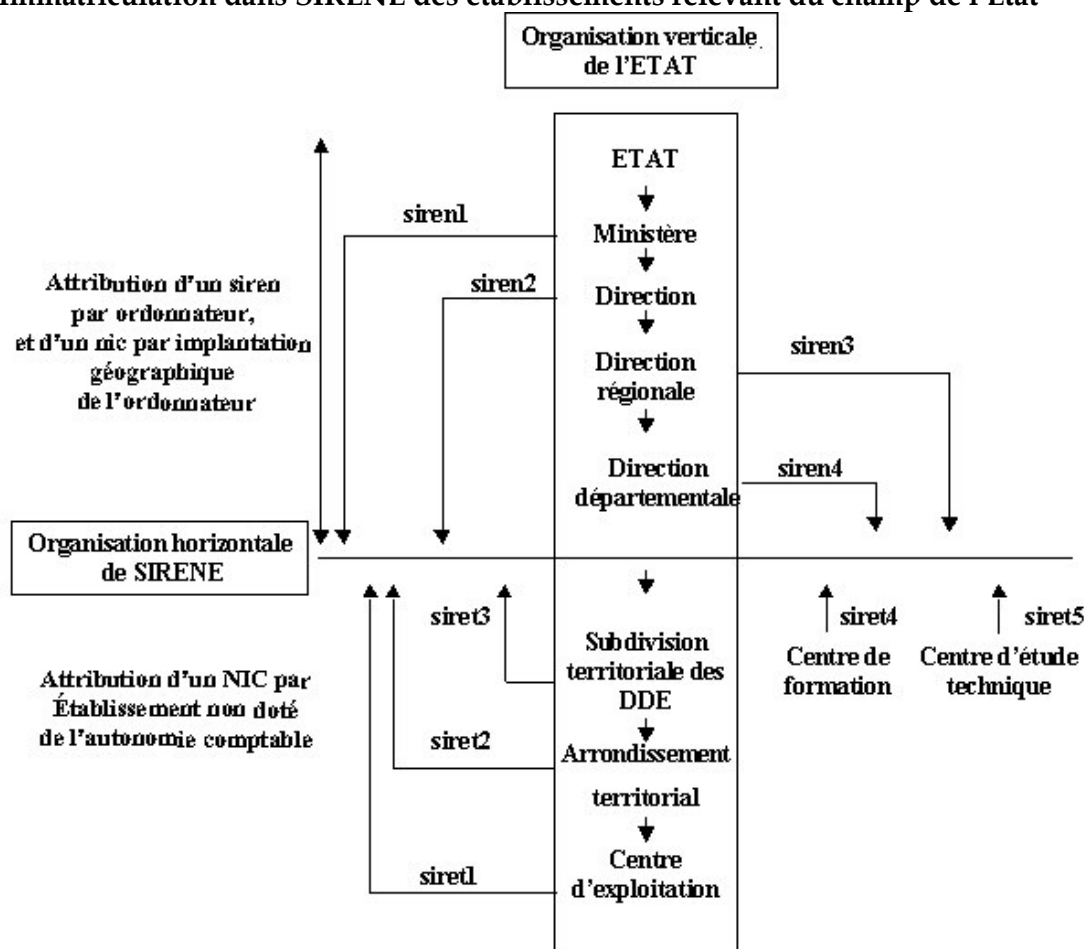 Immatriculation dans SIRENE des établissements relevant du champ de l'Etat
Organisation verticale
de l'ETAT
ETAT
siren1
Ministère
Attribution d'un siren
par ordonnateur,
et d'un nic par implantation
géographique
de l'ordonnateur
siren2
Direction
siren3
Direction
régionale
Direction
départementale
siren4
Organisation horizontale
de SIRENE
siret3
Subdivision
territoriale des
DDE
siret4
Centre de
formation
siret5
Centre d'étude
technique
Attribution d'un NIC par
Établissement non doté
de l'autonomie comptable
siret2
Arrondissement
territorial
siret1
Centre
d'exploitation